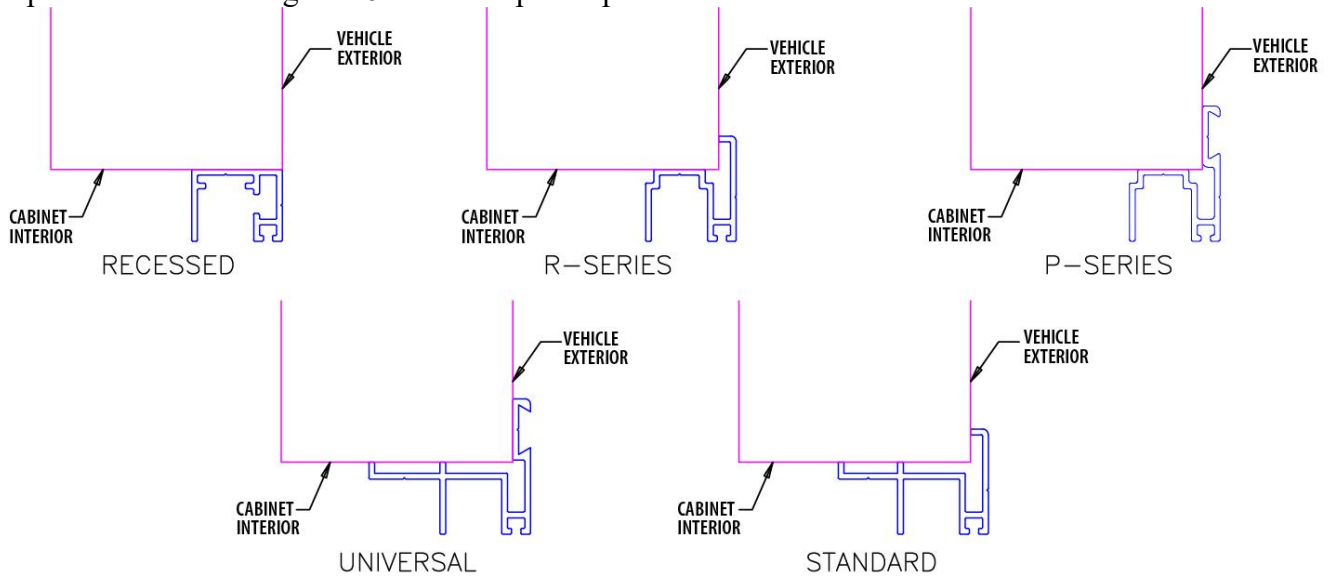 VEHICLE
EXTERIOR
CABINET
INTERIOR
RECESSED
VEHICLE
EXTERIOR
CABINET
INTERIOR
R-SERIES
VEHICLE
EXTERIOR
CABINET
INTERIOR
P-SERIES
VEHICLE
EXTERIOR
CABINET
INTERIOR
UNIVERSAL
VEHICLE
EXTERIOR
CABINET
INTERIOR
STANDARD